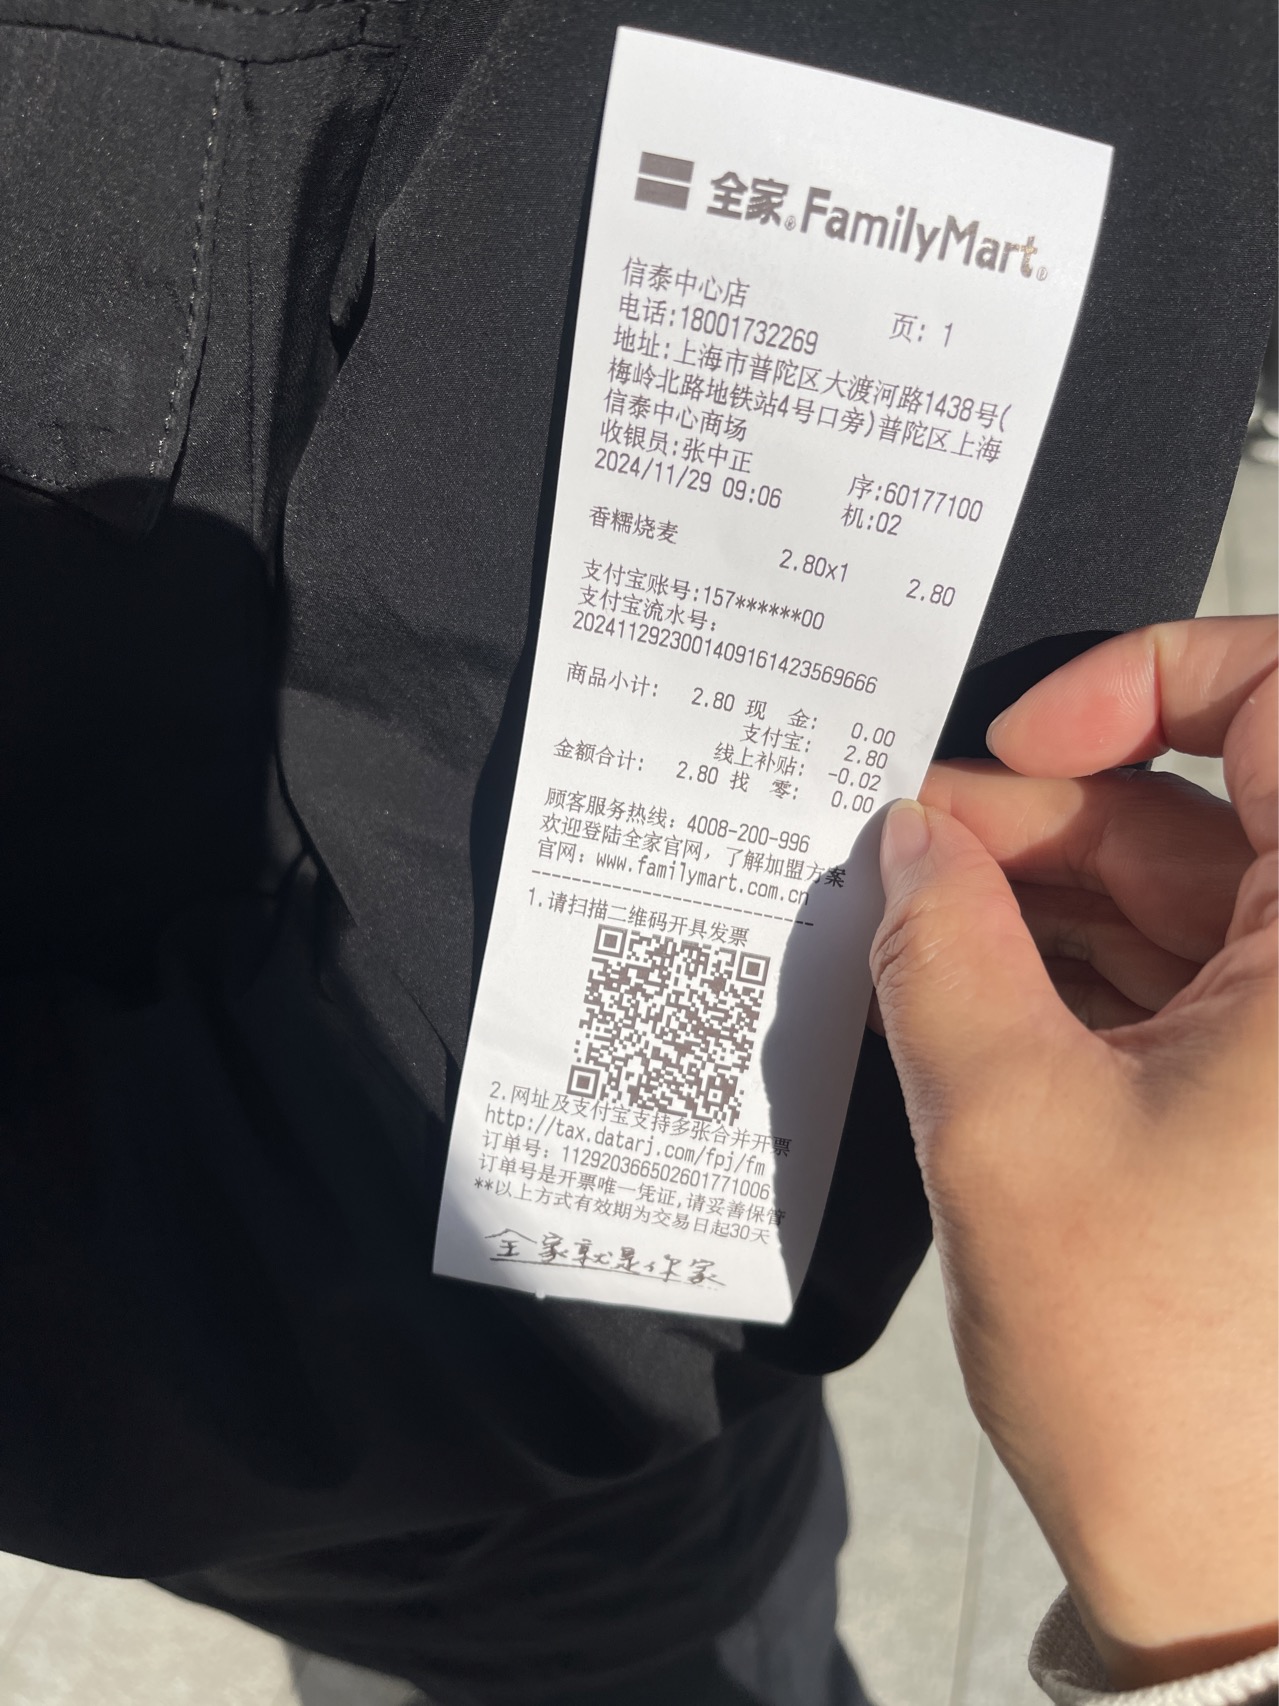 全家 FamilyMart
信泰中心店
电话:18001732269 页: 1
地址:上海市普陀区大渡河路1438号(
梅岭北路地铁站4号口旁)普陀区上海
信泰中心商场
收银员:张中正 序:60177100
2024/11/29 09:06 机:02
香糯烧麦
2.80x1 2.80
支付宝账号:157******00
支付宝流水号:
2024112923001409161423569666
商品小计: 2.80 现 金: 0.00
支付宝: 2.80
线上补贴: -0.02
金额合计: 2.80 找 零: 0.00
顾客服务热线: 4008-200-996
欢迎登陆全家官网, 了解加盟方案
官网: www.familymart.com.cn
1.请扫描二维码开具发票
2.网址及支付宝支持多张合并开票
http://tax.datarj.com/fpj/fm
订单号: 112920366502601771006
订单号是开票唯一凭证,请妥善保管
**以上方式有效期为交易日起30天
全家就是你家